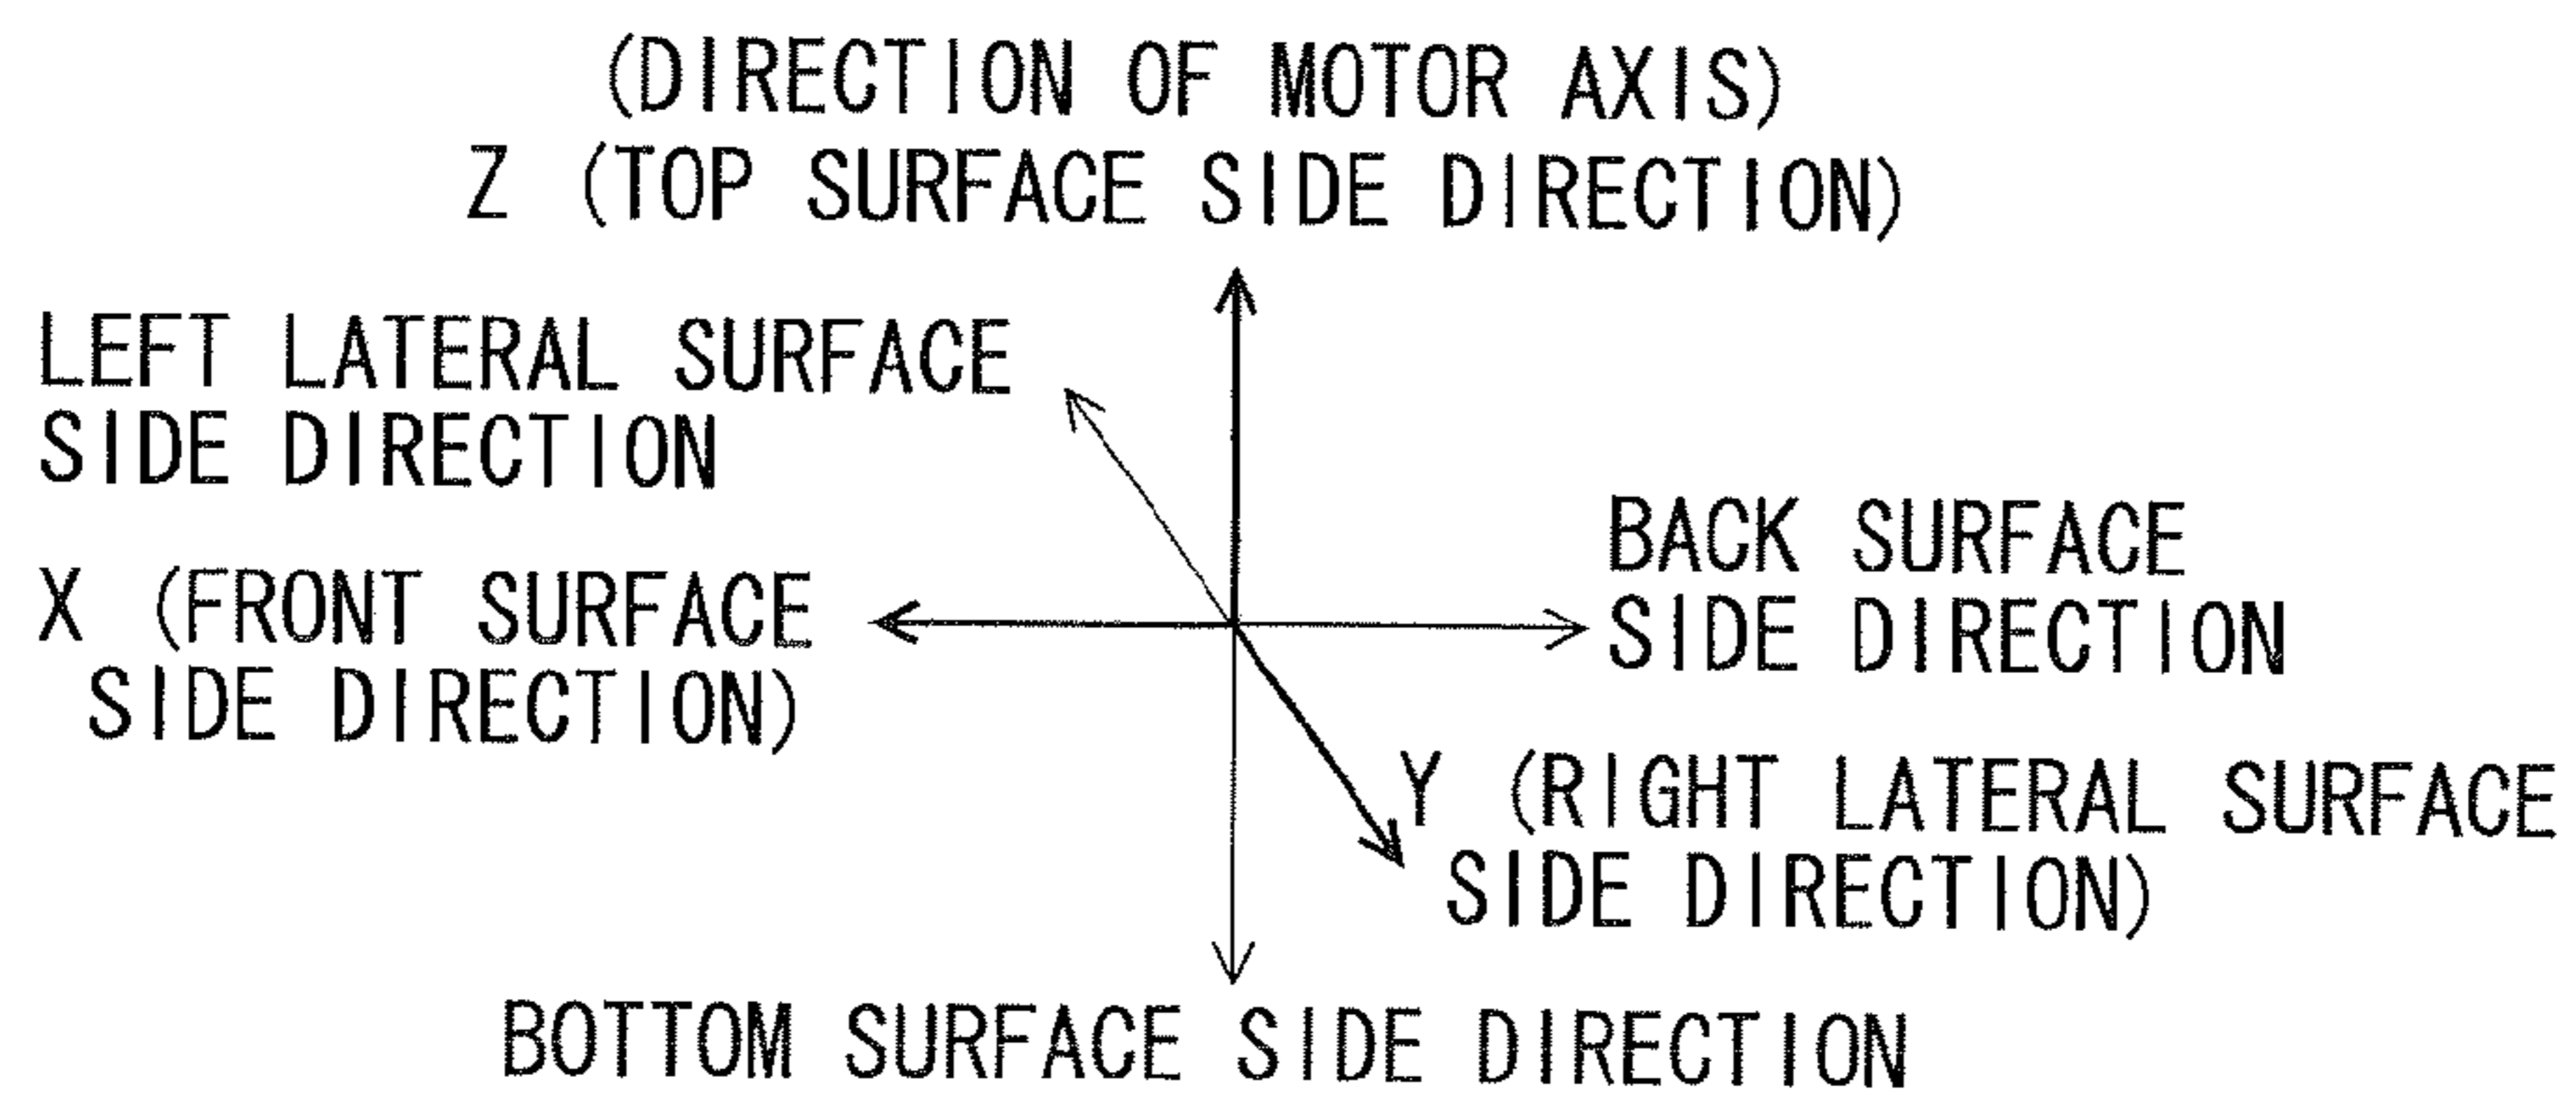 (DIRECTION OF MOTOR AXIS)
Z (TOP SURFACE SIDE DIRECTION)
LEFT LATERAL SURFACE
SIDE DIRECTION
BACK SURFACE
SIDE DIRECTION
X (FRONT SURFACE
SIDE DIRECTION)
Y (RIGHT LATERAL SURFACE
SIDE DIRECTION)
BOTTOM SURFACE SIDE DIRECTION